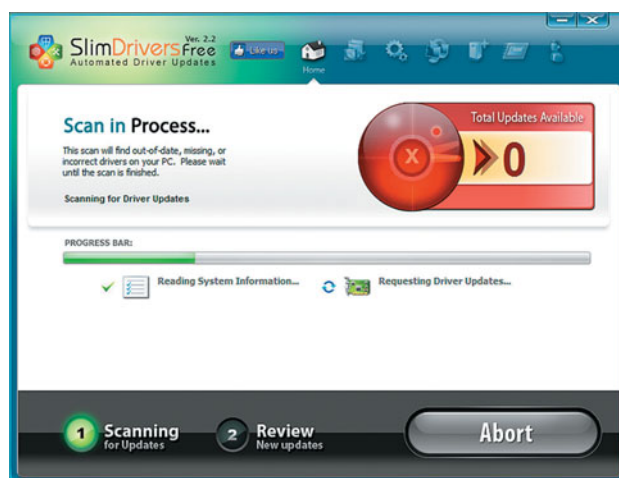 Ver. 2.2
SlimDrivers Free
Automated Driver Updates
Like us
Home
Scan in Process...
This scan will find out-of-date, missing, or
incorrect drivers on your PC. Please wait
until the scan is finished.
Scanning for Driver Updates
Total Updates Available
0
PROGRESS BAR:
Reading System Information...
Requesting Driver Updates...
1 Scanning
for Updates
2 Review
New updates
Abort